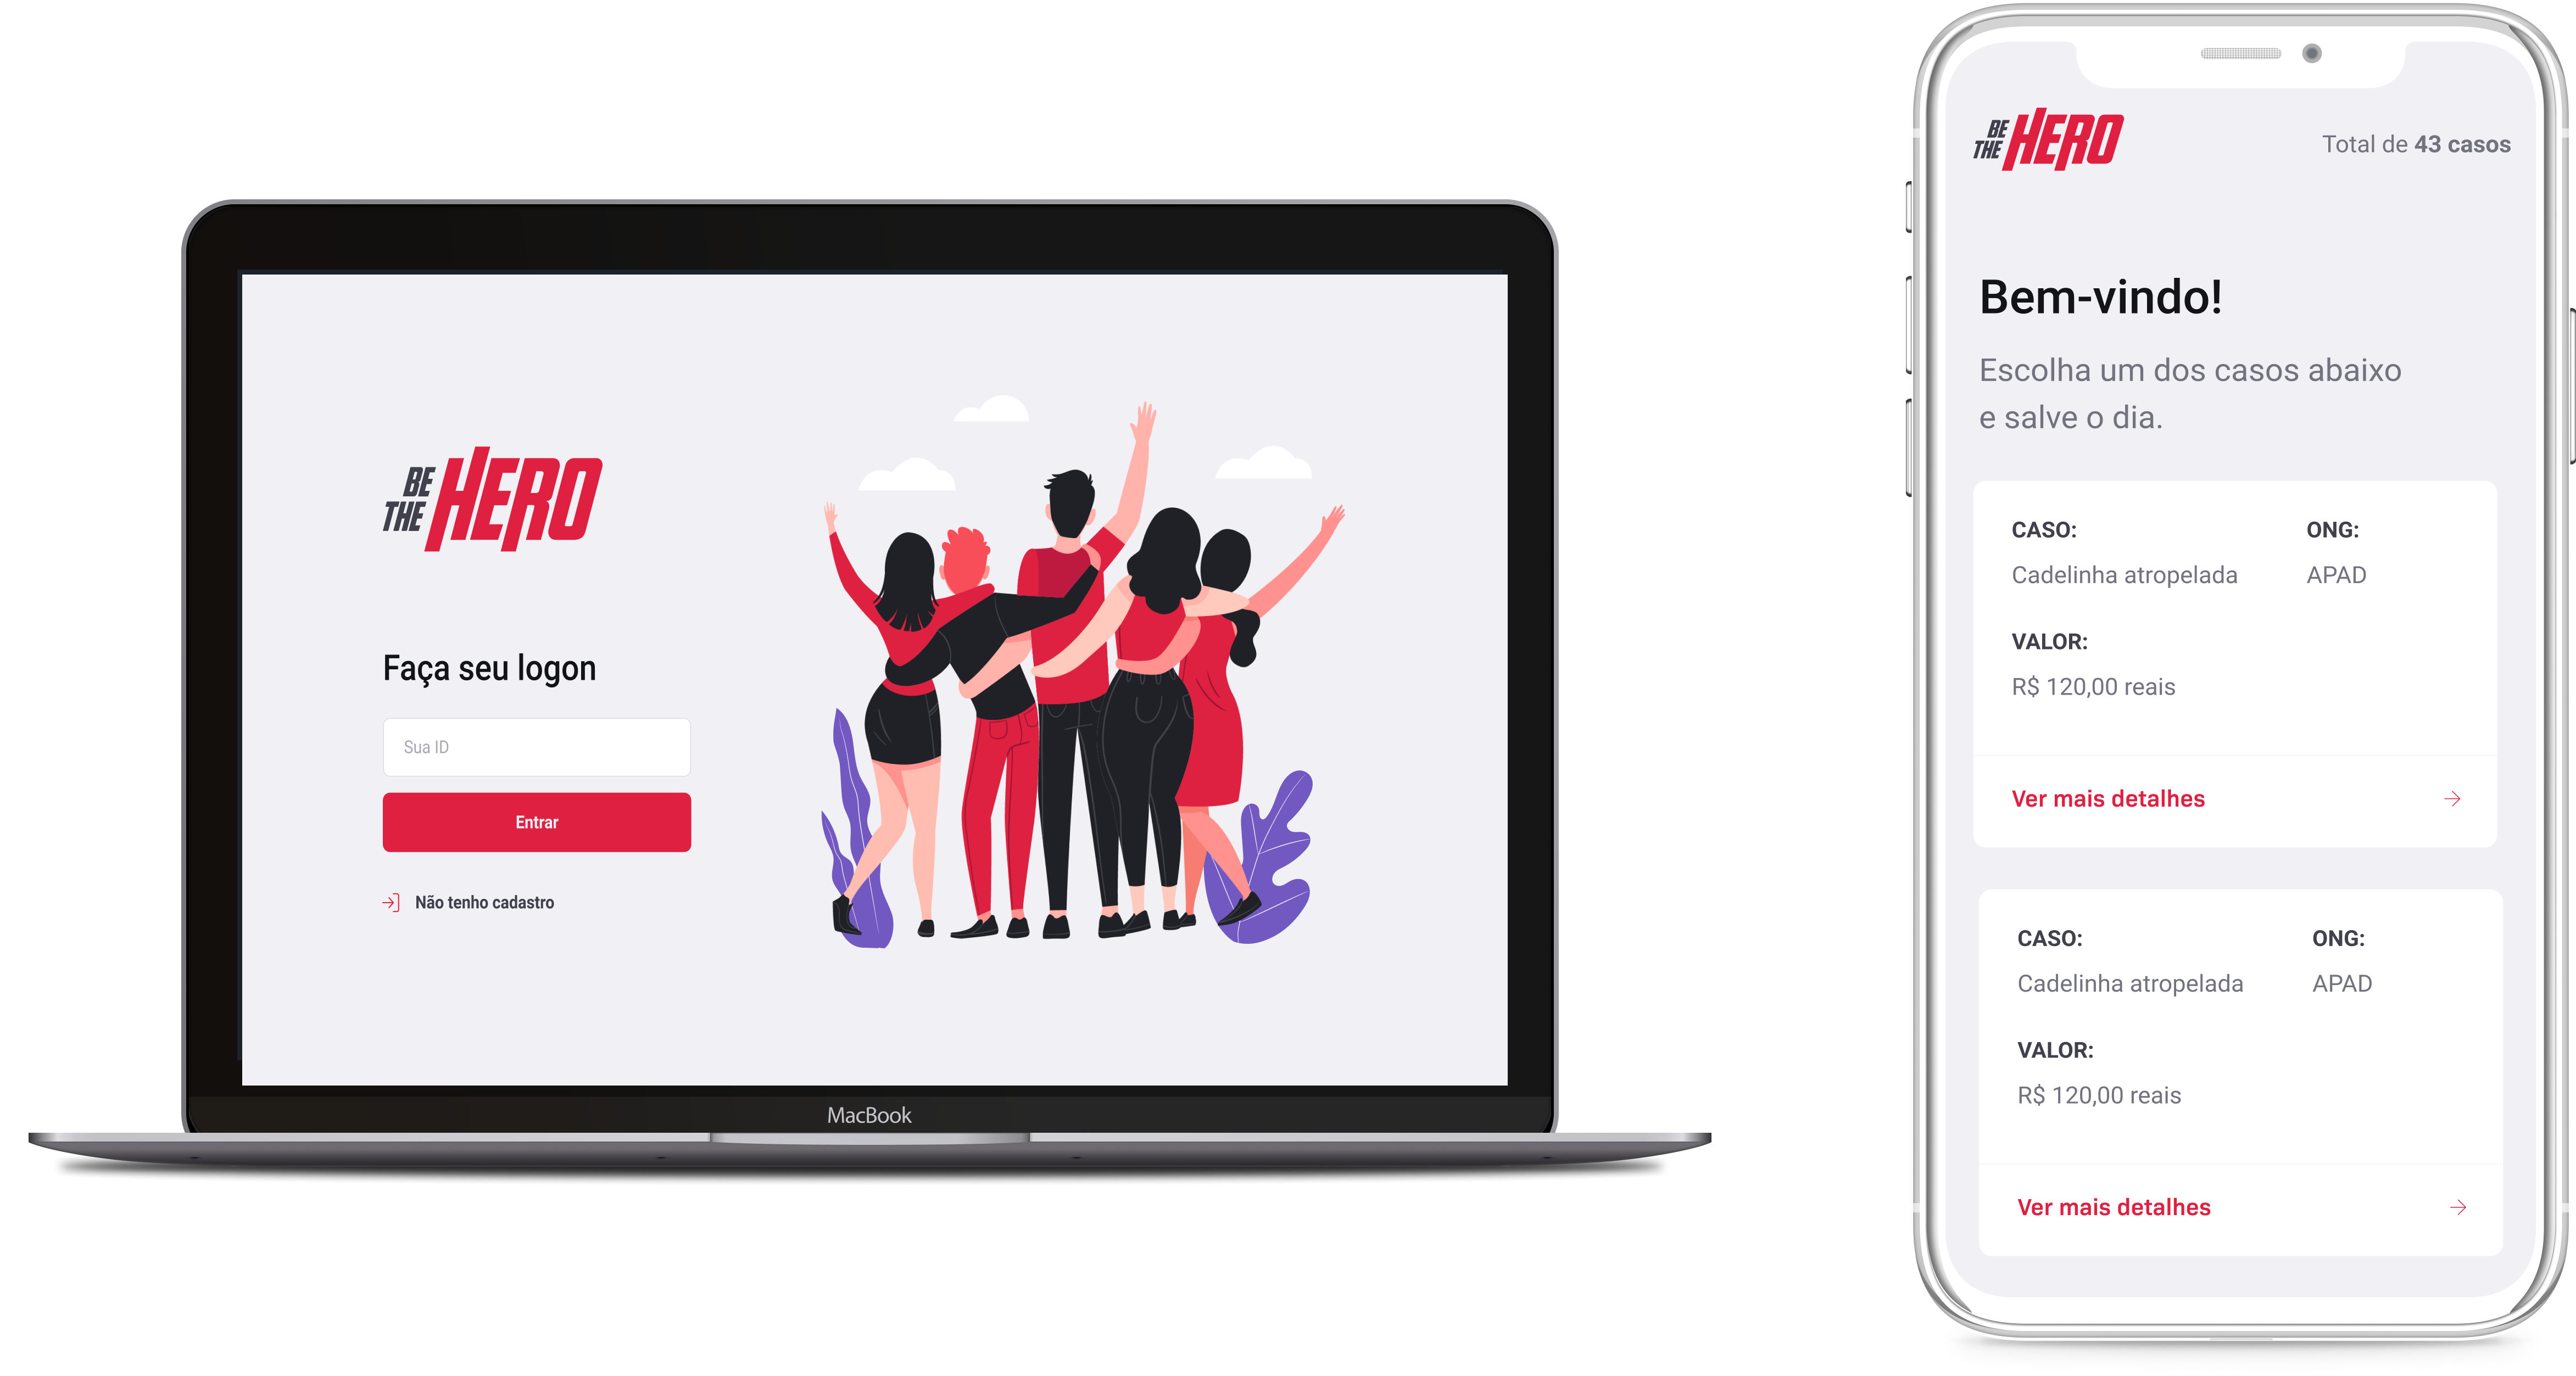 BE
THE HERO
Faça seu logon
Sua ID
Entrar
Não tenho cadastro
MacBook
BE
THE HERO
Total de 43 casos
Bem-vindo!
Escolha um dos casos abaixo
e salve o dia.
CASO: ONG:
Cadelinha atropelada APAD
VALOR:
R$ 120,00 reais
Ver mais detalhes
CASO: ONG:
Cadelinha atropelada APAD
VALOR:
R$ 120,00 reais
Ver mais detalhes